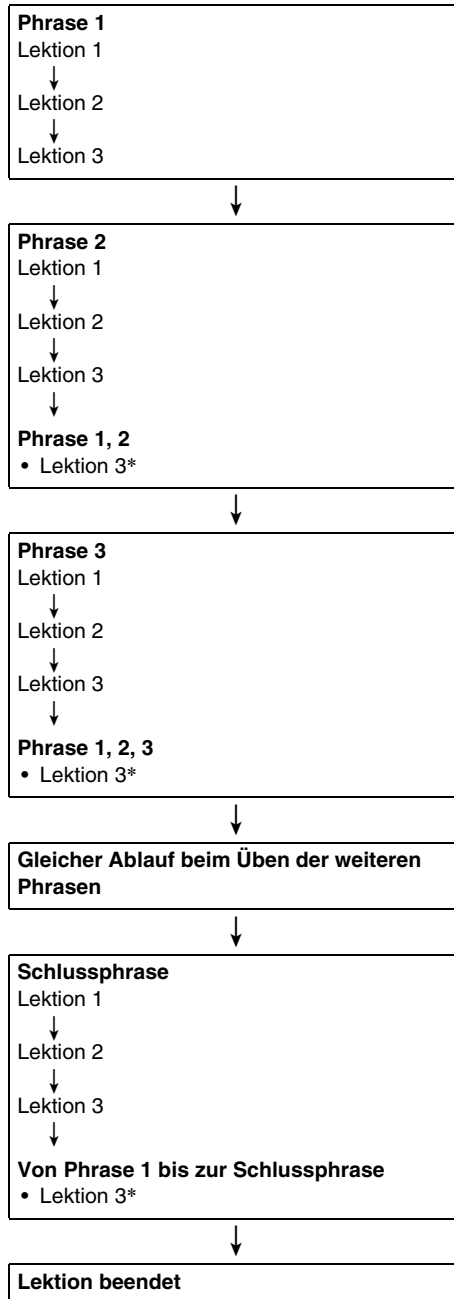 Phrase 1
Lektion 1
Lektion 2
Lektion 3
Phrase 2
Lektion 1
Lektion 2
Lektion 3
Phrase 1, 2
• Lektion 3*
Phrase 3
Lektion 1
Lektion 2
Lektion 3
Phrase 1, 2, 3
• Lektion 3*
Gleicher Ablauf beim Üben der weiteren
Phrasen
Schlussphrase
Lektion 1
Lektion 2
Lektion 3
Von Phrase 1 bis zur Schlussphrase
• Lektion 3*
Lektion beendet